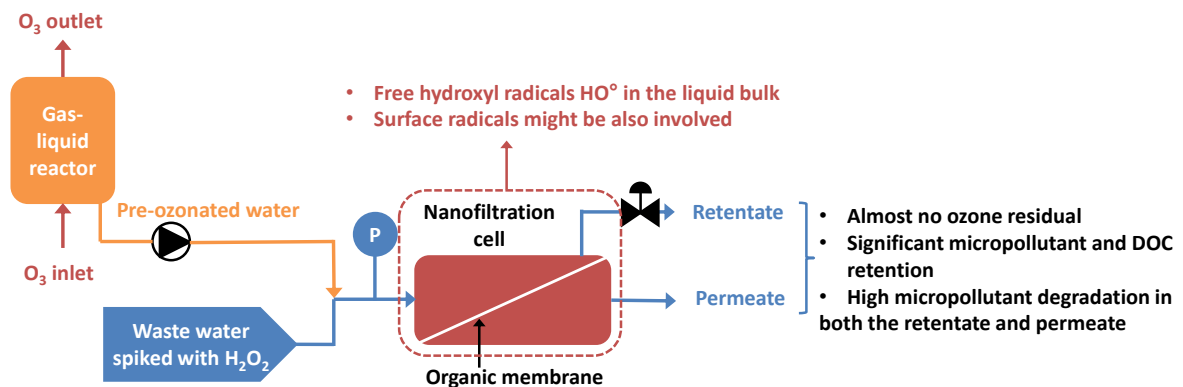 O₃ outlet
Gas-
liquid
reactor
O₃ inlet
Pre-ozonated water
Waste water
spiked with H₂O₂
P
• Free hydroxyl radicals HO° in the liquid bulk
• Surface radicals might be also involved
Nanofiltration
cell
Organic membrane
Retentate
Permeate
• Almost no ozone residual
• Significant micropollutant and DOC
retention
• High micropollutant degradation in
both the retentate and permeate